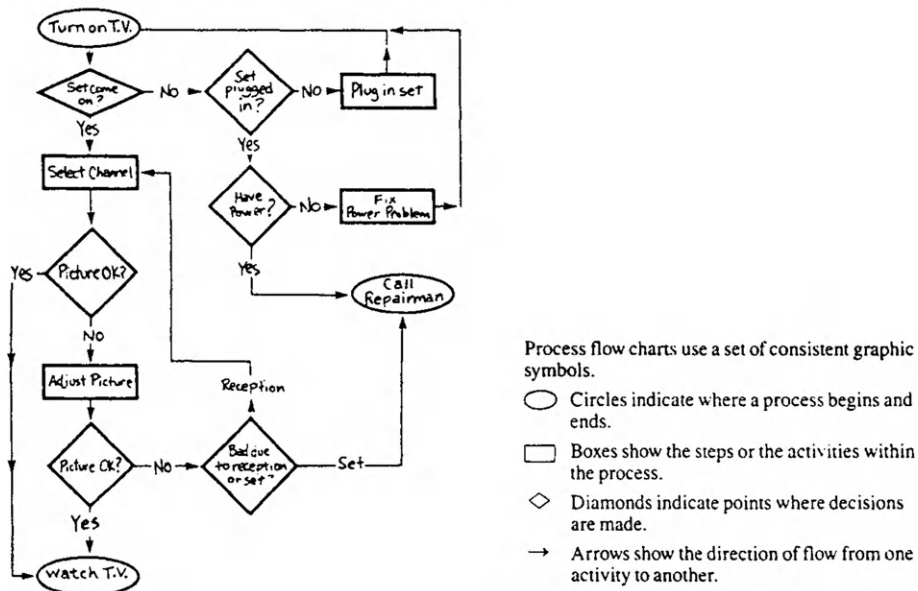 Turn on T.V.
Set come
on?
No
Set
plugged
in?
No
Plug in set
Yes
Yes
Select Channel
Have
Power?
No
Fix
Power Problem
Yes
Picture OK?
Yes
Call
Repairman
No
Adjust Picture
Reception
Picture OK?
No
Bad due
to reception
or set?
Set
Yes
Watch T.V.
Process flow charts use a set of consistent graphic
symbols.
Circles indicate where a process begins and
ends.
Boxes show the steps or the activities within
the process.
Diamonds indicate points where decisions
are made.
Arrows show the direction of flow from one
activity to another.